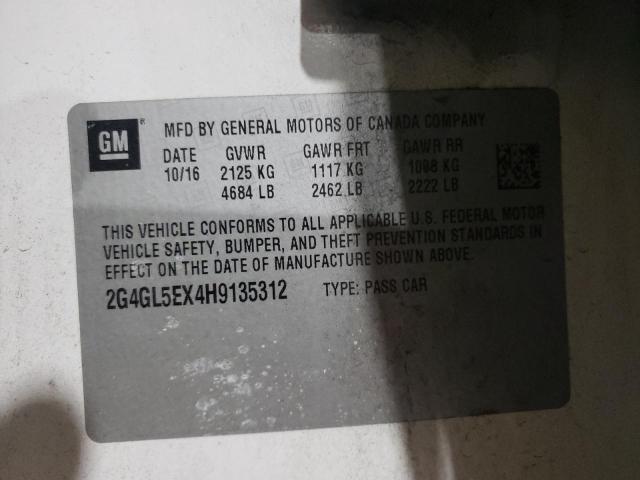 GM ®
MFD BY GENERAL MOTORS OF CANADA COMPANY
DATE GVWR GAWR FRT GAWR RR
10/16 2125 KG 1117 KG 1008 KG
4684 LB 2462 LB 2222 LB
THIS VEHICLE CONFORMS TO ALL APPLICABLE U.S. FEDERAL MOTOR
VEHICLE SAFETY, BUMPER, AND THEFT PREVENTION STANDARDS IN
EFFECT ON THE DATE OF MANUFACTURE SHOWN ABOVE.
2G4GL5EX4H9135312 TYPE: PASS CAR